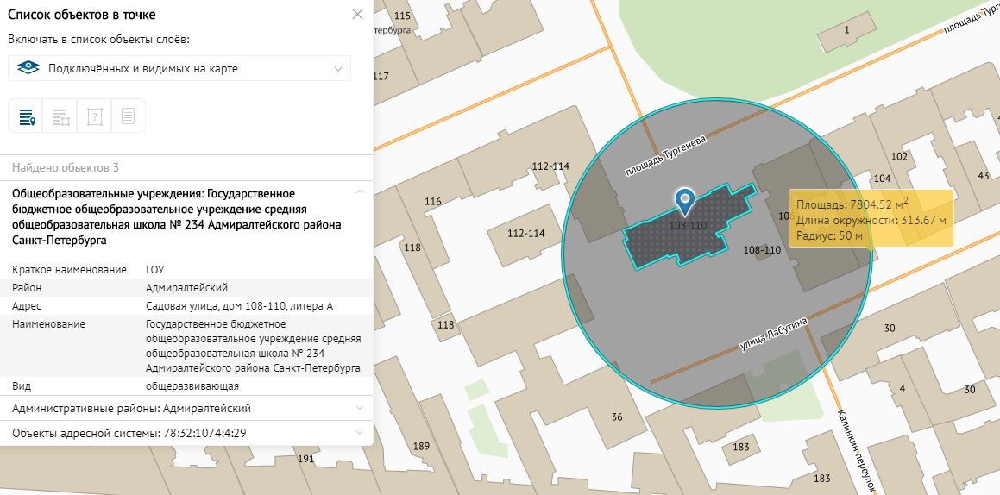 Список объектов в точке
Включать в список объекты слоёв:
Подключённых и видимых на карте
?
Найдено объектов 3
Общеобразовательные учреждения: Государственное
бюджетное общеобразовательное учреждение средняя
общеобразовательная школа № 234 Адмиралтейского района
Санкт-Петербурга
Краткое наименование ГОУ
Район Адмиралтейский
Адрес Садовая улица, дом 108-110, литера А
Наименование Государственное бюджетное
общеобразовательное учреждение средняя
общеобразовательная школа № 234
Адмиралтейского района Санкт-Петербурга
Вид общеразвивающая
Административные районы: Адмиралтейский
Объекты адресной системы: 78:32:1074:4:29
115
тербурга
117
1
площадь Тург
площадь Тургенева
112-114
102
104
43
116
112-114
118
108-110
108-110
106
Площадь: 7804.52 м2
Длина окружности: 313.67 м
Радиус: 50 м
118
улица Лабутина
30
4
30
36
Калинкин переулок
189
183
183
191